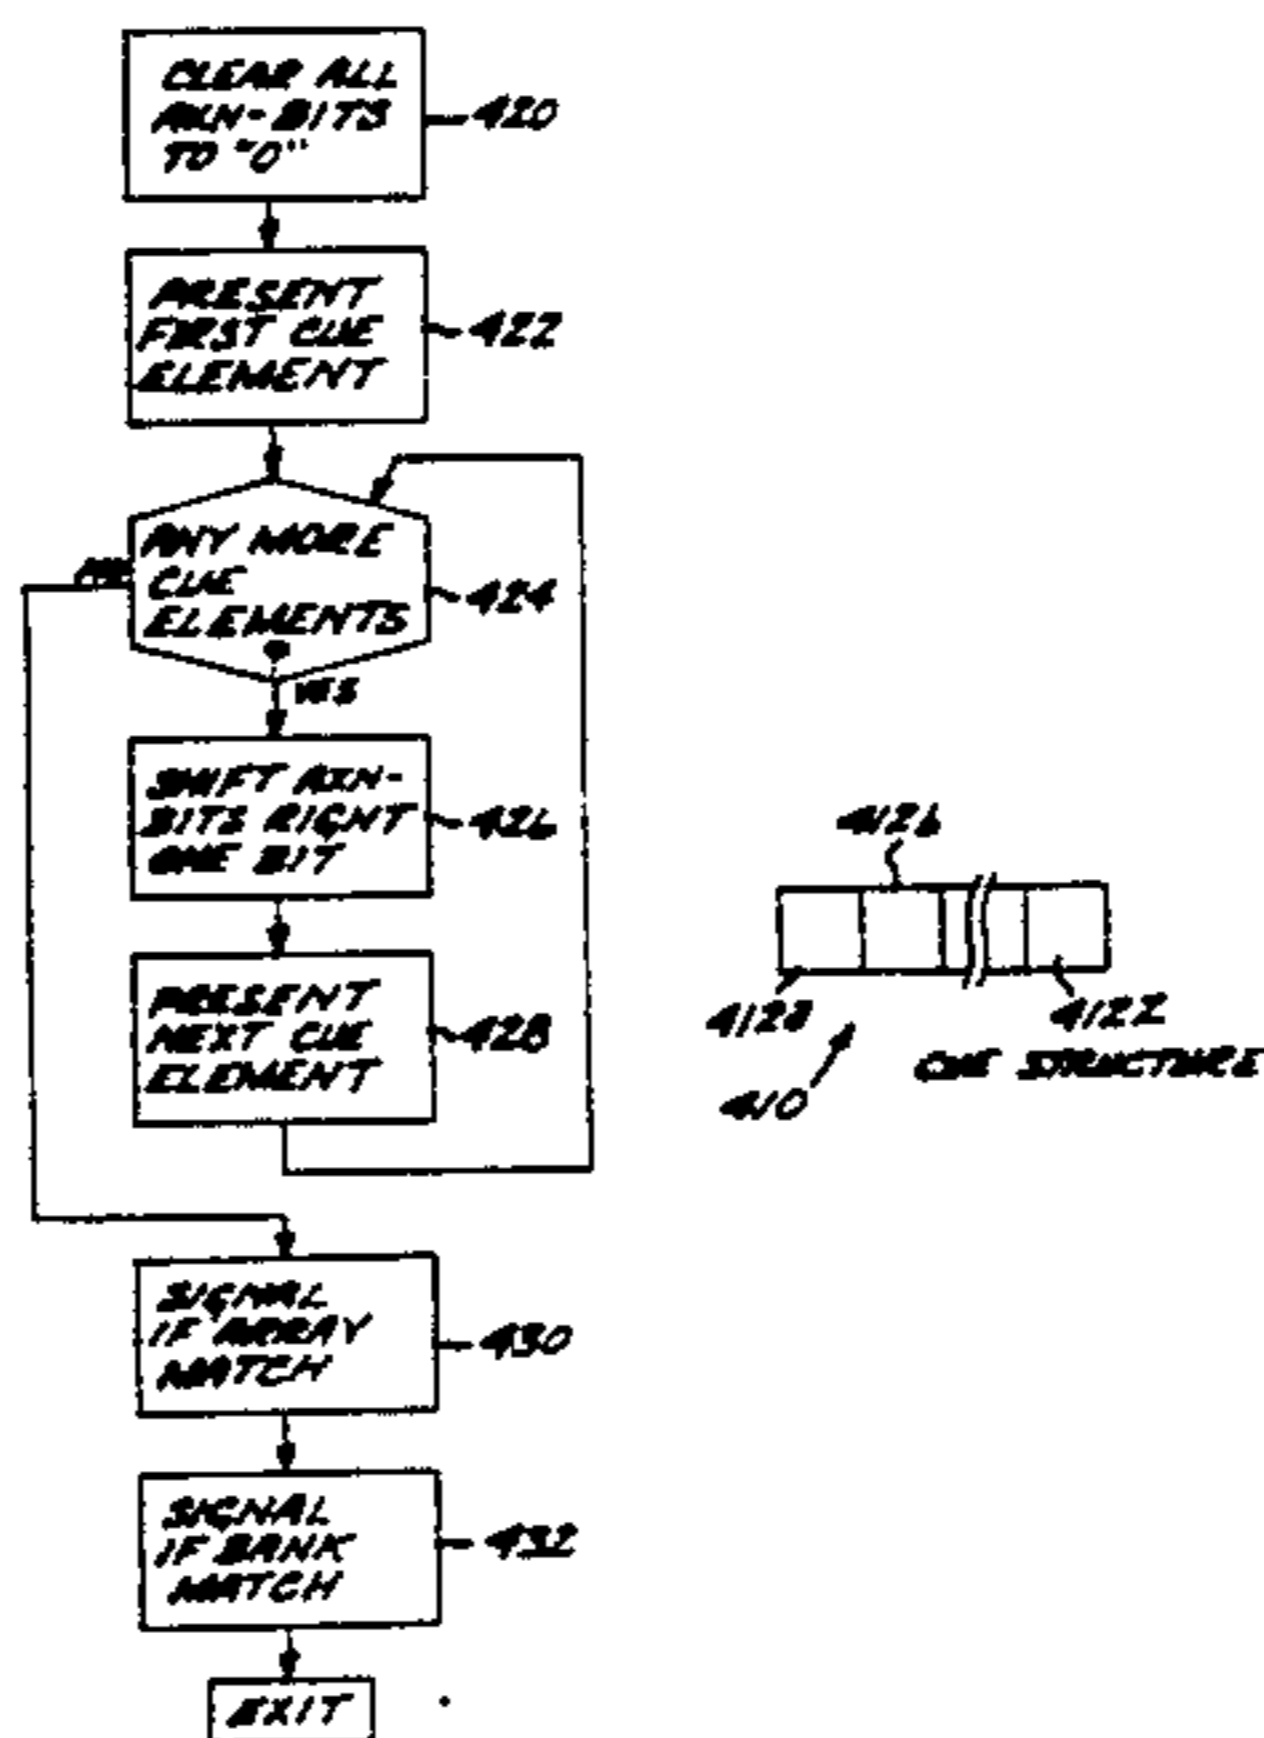 CLEAR ALL
AXN-BITS
TO "0"
420
PRESENT
FIRST CUE
ELEMENT
422
ANY MORE
CUE
ELEMENTS
424
NO
YES
SHIFT AXN-
BITS RIGHT
ONE BIT
426
PRESENT
NEXT CUE
ELEMENT
428
SIGNAL
IF ARRAY
MATCH
430
SIGNAL
IF BANK
MATCH
432
EXIT
4126
4128
4122
410
CUE STRUCTURE